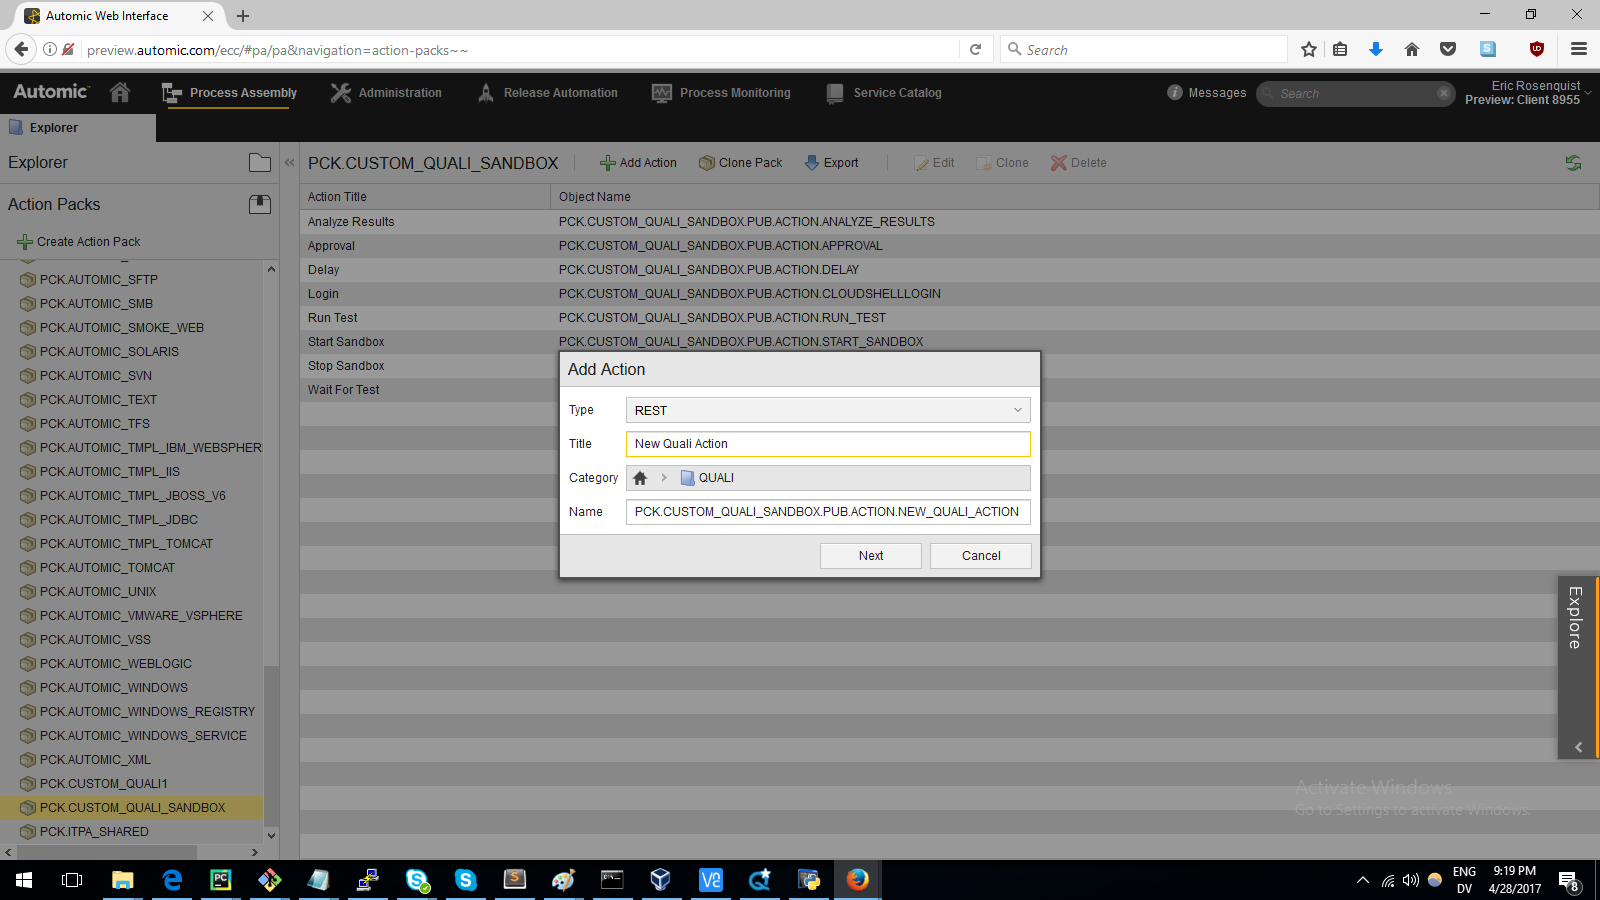 Automic Web Interface
preview.automic.com/ecc/#pa/pa&navigation=action-packs~~
Search
Automic
Process Assembly
Administration
Release Automation
Process Monitoring
Service Catalog
Messages
Search
Eric Rosenquist
Preview: Client 8955
Explorer
Explorer
Action Packs
Create Action Pack
PCK.AUTOMIC_SFTP
PCK.AUTOMIC_SMB
PCK.AUTOMIC_SMOKE_WEB
PCK.AUTOMIC_SOLARIS
PCK.AUTOMIC_SVN
PCK.AUTOMIC_TEXT
PCK.AUTOMIC_TFS
PCK.AUTOMIC_TMPL_IBM_WEBSPHER
PCK.AUTOMIC_TMPL_IIS
PCK.AUTOMIC_TMPL_JBOSS_V6
PCK.AUTOMIC_TMPL_JDBC
PCK.AUTOMIC_TMPL_TOMCAT
PCK.AUTOMIC_TOMCAT
PCK.AUTOMIC_UNIX
PCK.AUTOMIC_VMWARE_VSPHERE
PCK.AUTOMIC_VSS
PCK.AUTOMIC_WEBLOGIC
PCK.AUTOMIC_WINDOWS
PCK.AUTOMIC_WINDOWS_REGISTRY
PCK.AUTOMIC_WINDOWS_SERVICE
PCK.AUTOMIC_XML
PCK.CUSTOM_QUALI1
PCK.CUSTOM_QUALI_SANDBOX
PCK.ITPA_SHARED
PCK.CUSTOM_QUALI_SANDBOX
Add Action
Clone Pack
Export
Edit
Clone
Delete
Action Title Object Name
Analyze Results PCK.CUSTOM_QUALI_SANDBOX.PUB.ACTION.ANALYZE_RESULTS
Approval PCK.CUSTOM_QUALI_SANDBOX.PUB.ACTION.APPROVAL
Delay PCK.CUSTOM_QUALI_SANDBOX.PUB.ACTION.DELAY
Login PCK.CUSTOM_QUALI_SANDBOX.PUB.ACTION.CLOUDSHELLLOGIN
Run Test PCK.CUSTOM_QUALI_SANDBOX.PUB.ACTION.RUN_TEST
Start Sandbox PCK.CUSTOM_QUALI_SANDBOX.PUB.ACTION.START_SANDBOX
Stop Sandbox
Wait For Test
Add Action
Type REST
Title New Quali Action
Category QUALI
Name PCK.CUSTOM_QUALI_SANDBOX.PUB.ACTION.NEW_QUALI_ACTION
Next
Cancel
Explore
Activate Windows
Go to Settings to activate Windows.
ENG
DV
9:19 PM
4/28/2017
8